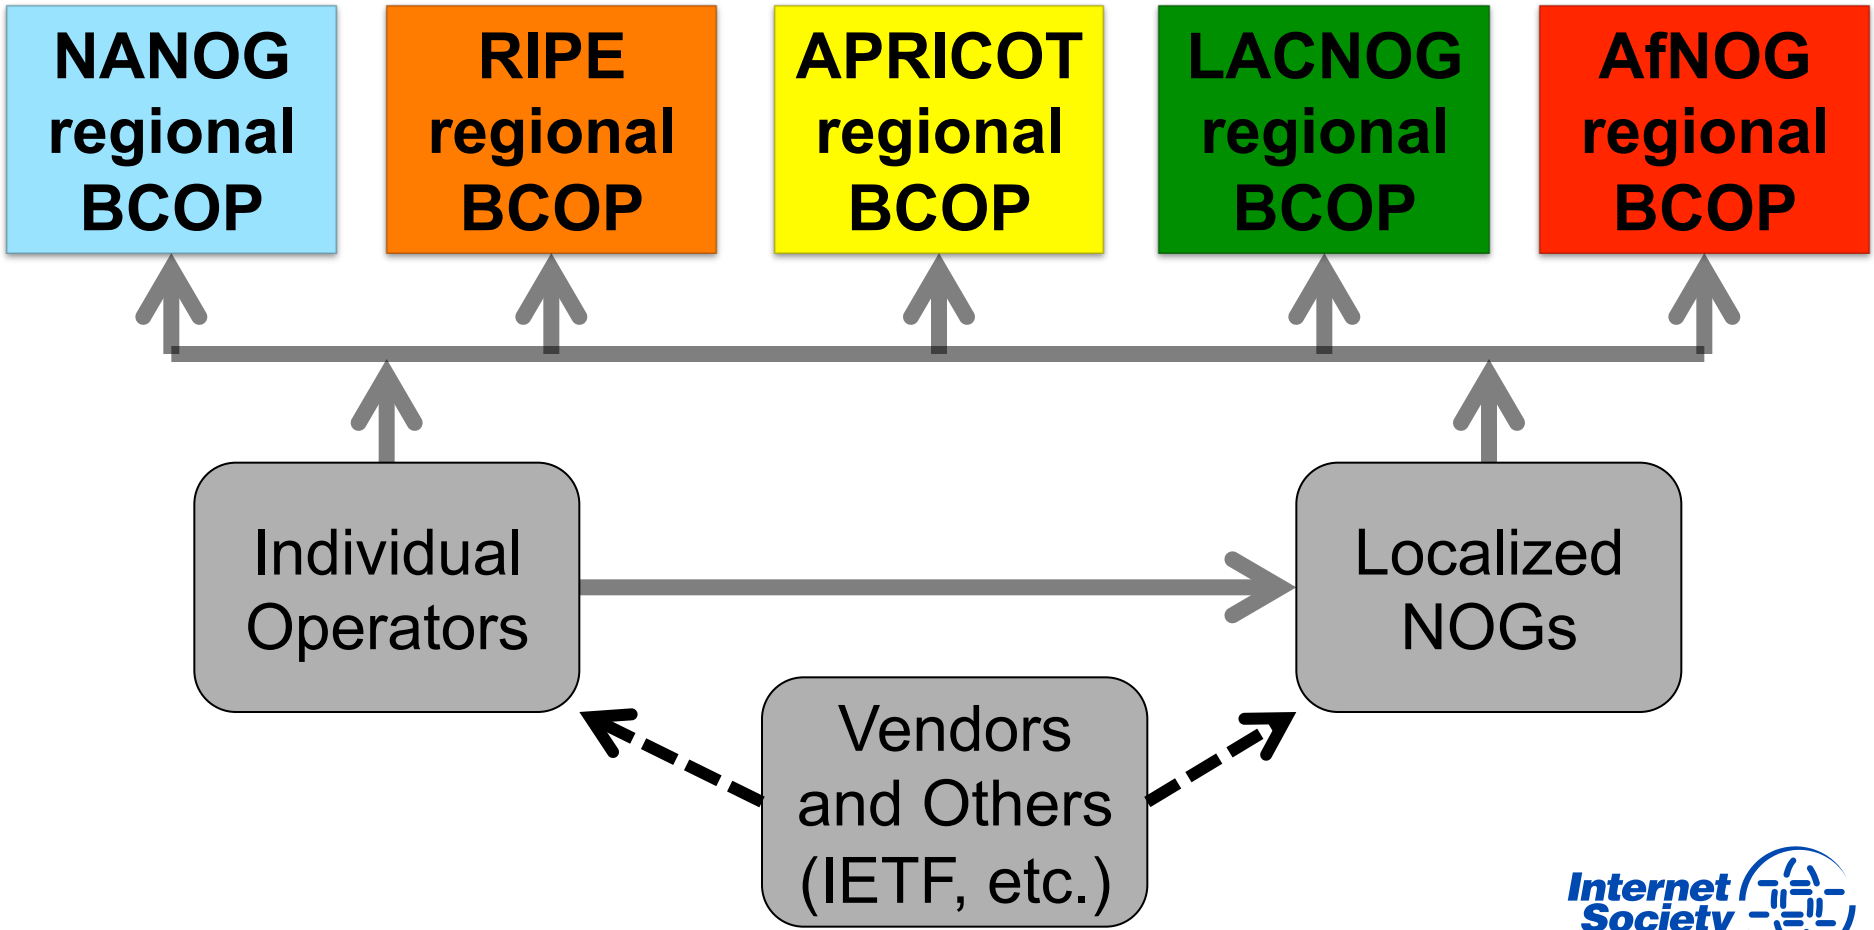 NANOG
regional
BCOP
RIPE
regional
BCOP
APRICOT
regional
BCOP
LACNOG
regional
BCOP
AfNOG
regional
BCOP
Individual
Operators
Localized
NOGs
Vendors
and Others
(IETF, etc.)
Internet
Society